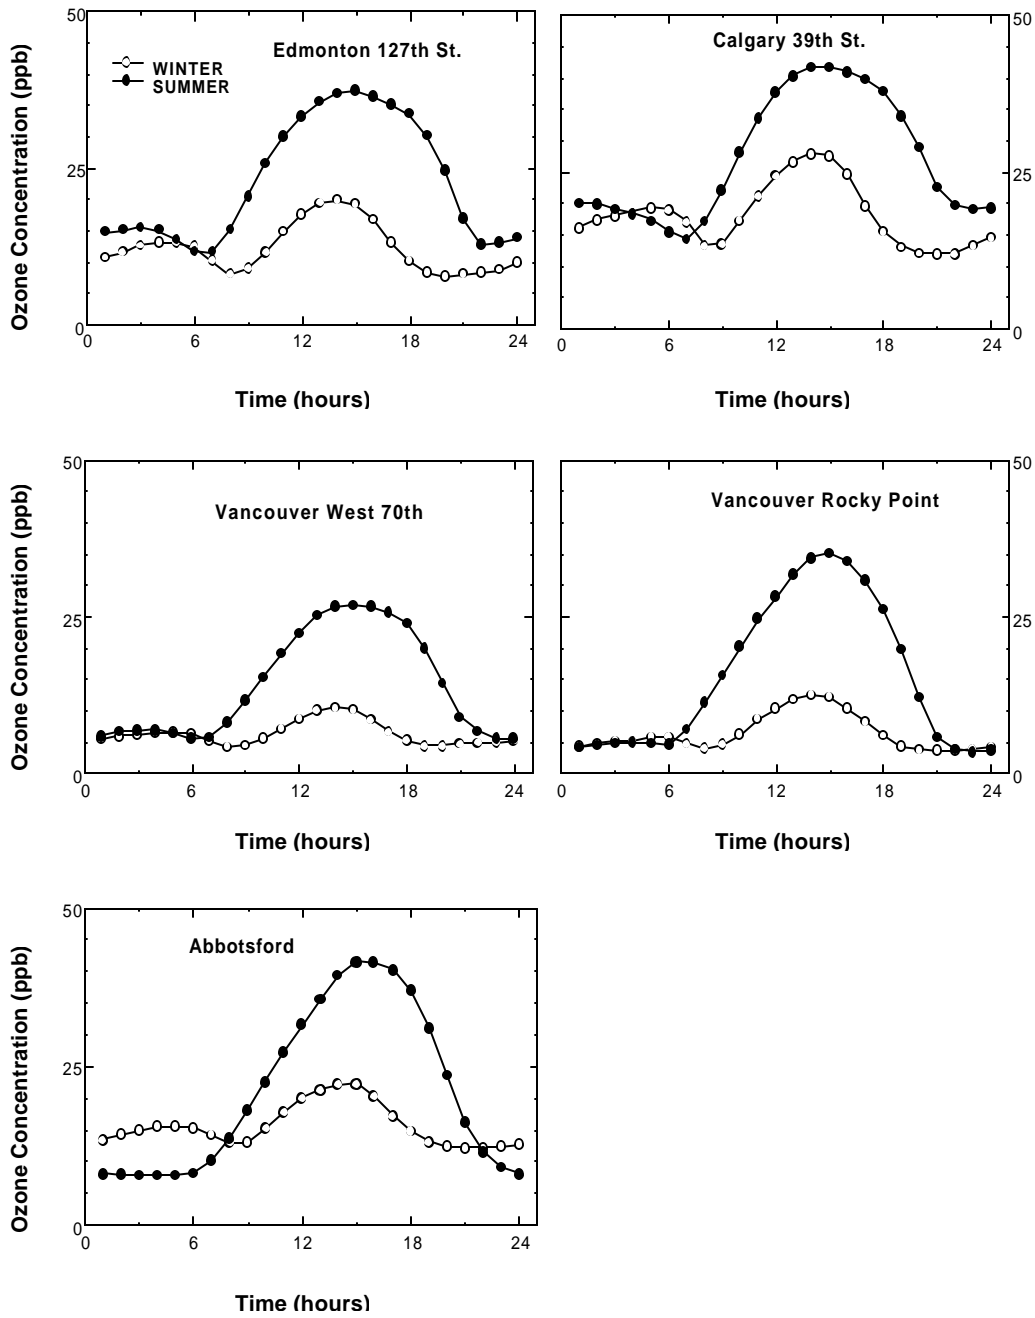 50
Edmonton 127th St.
WINTER
SUMMER
Ozone Concentration (ppb)
25
0
0 6 12 18 24
Time (hours)
Calgary 39th St.
50
25
0
0 6 12 18 24
Time (hours)
50
Vancouver West 70th
Ozone Concentration (ppb)
25
0
0 6 12 18 24
Time (hours)
50
Vancouver Rocky Point
25
0
0 6 12 18 24
Time (hours)
50
Abbotsford
Ozone Concentration (ppb)
25
0
0 6 12 18 24
Time (hours)